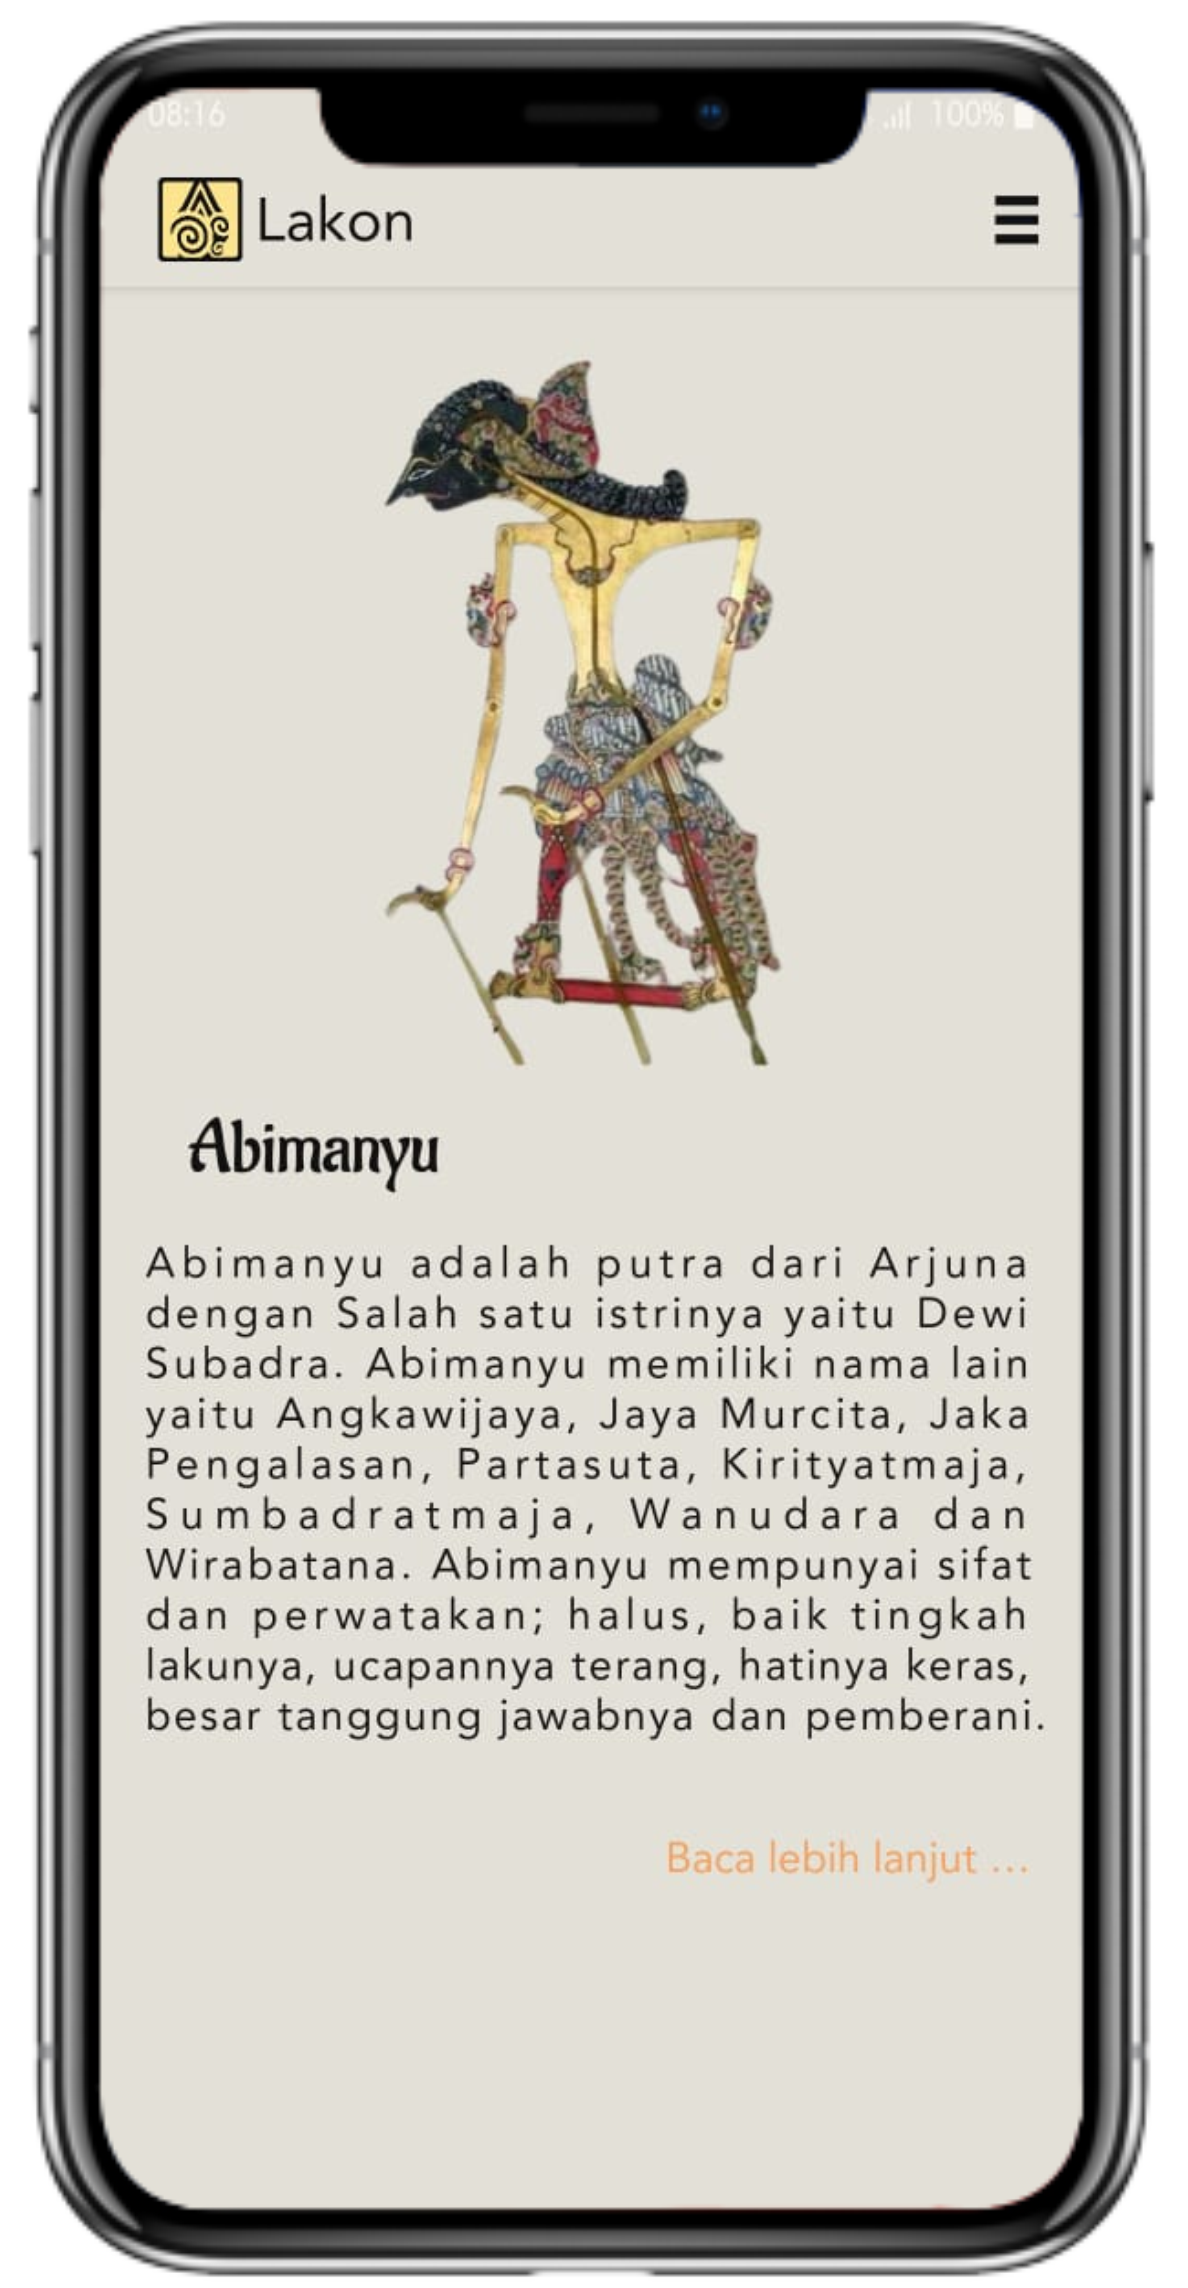 08:16 100%
Lakon
Abimanyu
Abimanyu adalah putra dari Arjuna
dengan Salah satu istrinya yaitu Dewi
Subadra. Abimanyu memiliki nama lain
yaitu Angkawijaya, Jaya Murcita, Jaka
Pengalasan, Partasuta, Kirityatmaja,
Sumbadratmaja, Wanudara dan
Wirabatana. Abimanyu mempunyai sifat
dan perwatakan; halus, baik tingkah
lakunya, ucapannya terang, hatinya keras,
besar tanggung jawabnya dan pemberani.
Baca lebih lanjut ...